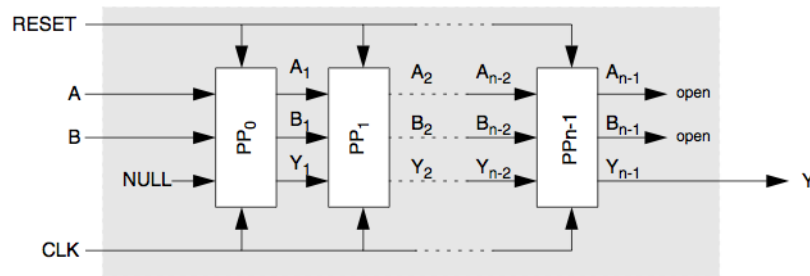 RESET
A₁ A₂ Aₙ₋₂ Aₙ₋₁
A open
B₁ B₂ Bₙ₋₂ Bₙ₋₁
B open
PP₀ PP₁ PPn-1
Y₁ Y₂ Yₙ₋₂ Yₙ₋₁
NULL Y
CLK